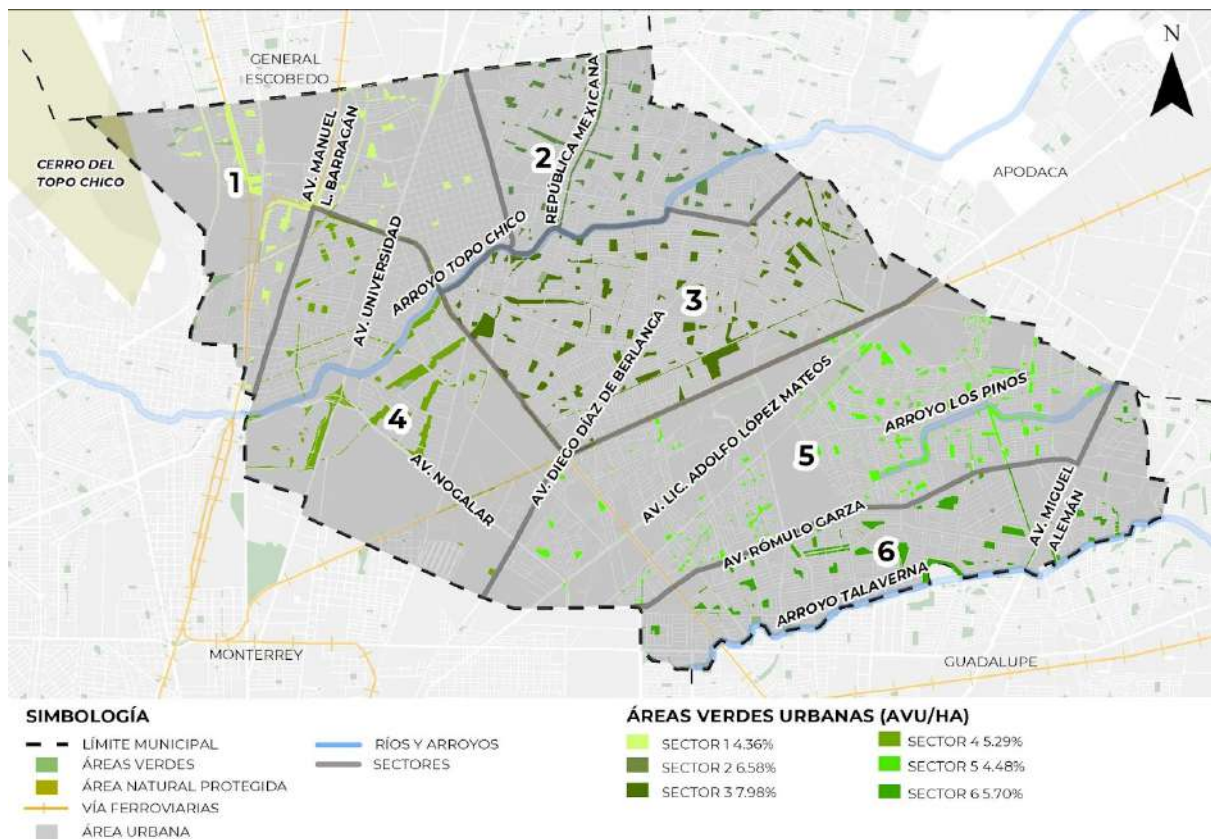 N
GENERAL
ESCOBEDO
CERRO DEL
TOPO CHICO
1
AV. MANUEL
L. BARRAGÁN
2
REPÚBLICA MEXICANA
APODACA
AV. UNIVERSIDAD
ARROYO TOPO CHICO
3
AV. DIEGO DÍAZ DE BERLANGA
4
AV. NOGALAR
AV. LIC. ADOLFO LÓPEZ MATEOS
5
ARROYO LOS PINOS
AV. RÓMULO GARZA
6
AV. MIGUEL
ALEMÁN
ARROYO TALAVERNA
MONTERREY
GUADALUPE
SIMBOLOGÍA
LÍMITE MUNICIPAL
ÁREAS VERDES
ÁREA NATURAL PROTEGIDA
VÍA FERROVIARIAS
ÁREA URBANA
RÍOS Y ARROYOS
SECTORES
ÁREAS VERDES URBANAS (AVU/HA)
SECTOR 1 4.36%
SECTOR 2 6.58%
SECTOR 3 7.98%
SECTOR 4 5.29%
SECTOR 5 4.48%
SECTOR 6 5.70%